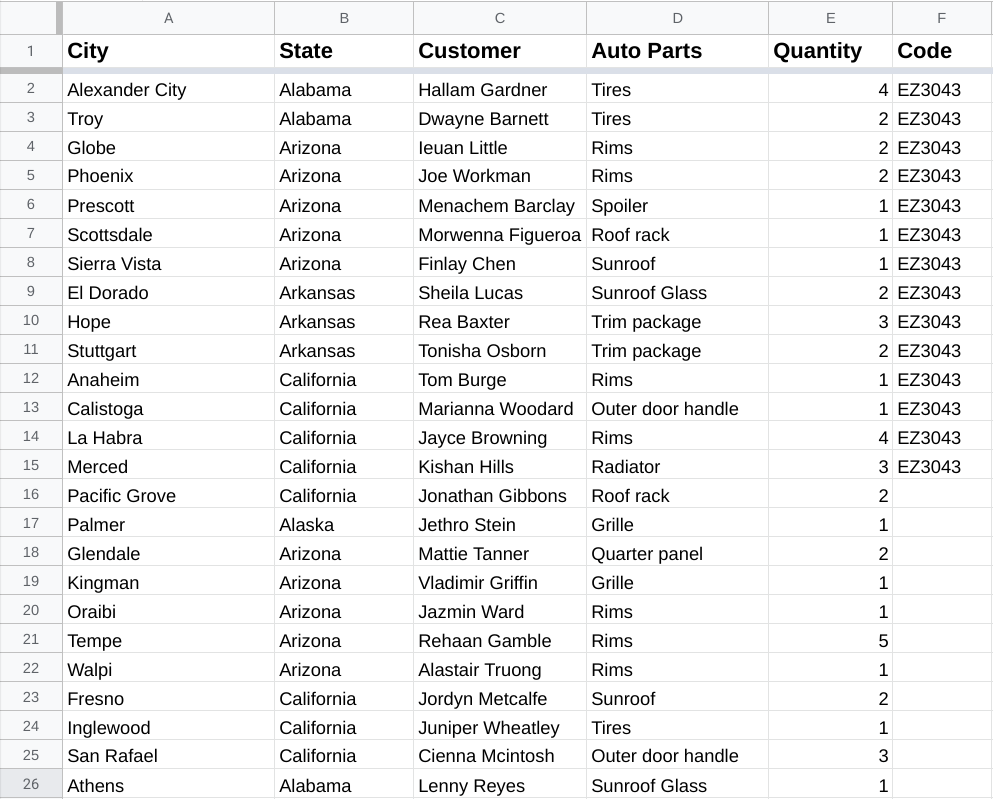 A B C D E F
1 City State Customer Auto Parts Quantity Code
2 Alexander City Alabama Hallam Gardner Tires 4 EZ3043
3 Troy Alabama Dwayne Barnett Tires 2 EZ3043
4 Globe Arizona Ieuan Little Rims 2 EZ3043
5 Phoenix Arizona Joe Workman Rims 2 EZ3043
6 Prescott Arizona Menachem Barclay Spoiler 1 EZ3043
7 Scottsdale Arizona Morwenna Figueroa Roof rack 1 EZ3043
8 Sierra Vista Arizona Finlay Chen Sunroof 1 EZ3043
9 El Dorado Arkansas Sheila Lucas Sunroof Glass 2 EZ3043
10 Hope Arkansas Rea Baxter Trim package 3 EZ3043
11 Stuttgart Arkansas Tonisha Osborn Trim package 2 EZ3043
12 Anaheim California Tom Burge Rims 1 EZ3043
13 Calistoga California Marianna Woodard Outer door handle 1 EZ3043
14 La Habra California Jayce Browning Rims 4 EZ3043
15 Merced California Kishan Hills Radiator 3 EZ3043
16 Pacific Grove California Jonathan Gibbons Roof rack 2
17 Palmer Alaska Jethro Stein Grille 1
18 Glendale Arizona Mattie Tanner Quarter panel 2
19 Kingman Arizona Vladimir Griffin Grille 1
20 Oraibi Arizona Jazmin Ward Rims 1
21 Tempe Arizona Rehaan Gamble Rims 5
22 Walpi Arizona Alastair Truong Rims 1
23 Fresno California Jordyn Metcalfe Sunroof 2
24 Inglewood California Juniper Wheatley Tires 1
25 San Rafael California Cienna Mcintosh Outer door handle 3
26 Athens Alabama Lenny Reyes Sunroof Glass 1